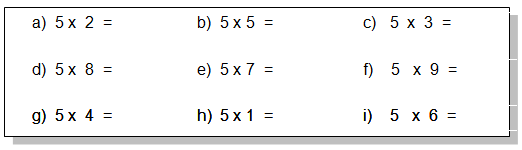 a) 5 x 2 = b) 5 x 5 = c) 5 x 3 =
d) 5 x 8 = e) 5 x 7 = f) 5 x 9 =
g) 5 x 4 = h) 5 x 1 = i) 5 x 6 =